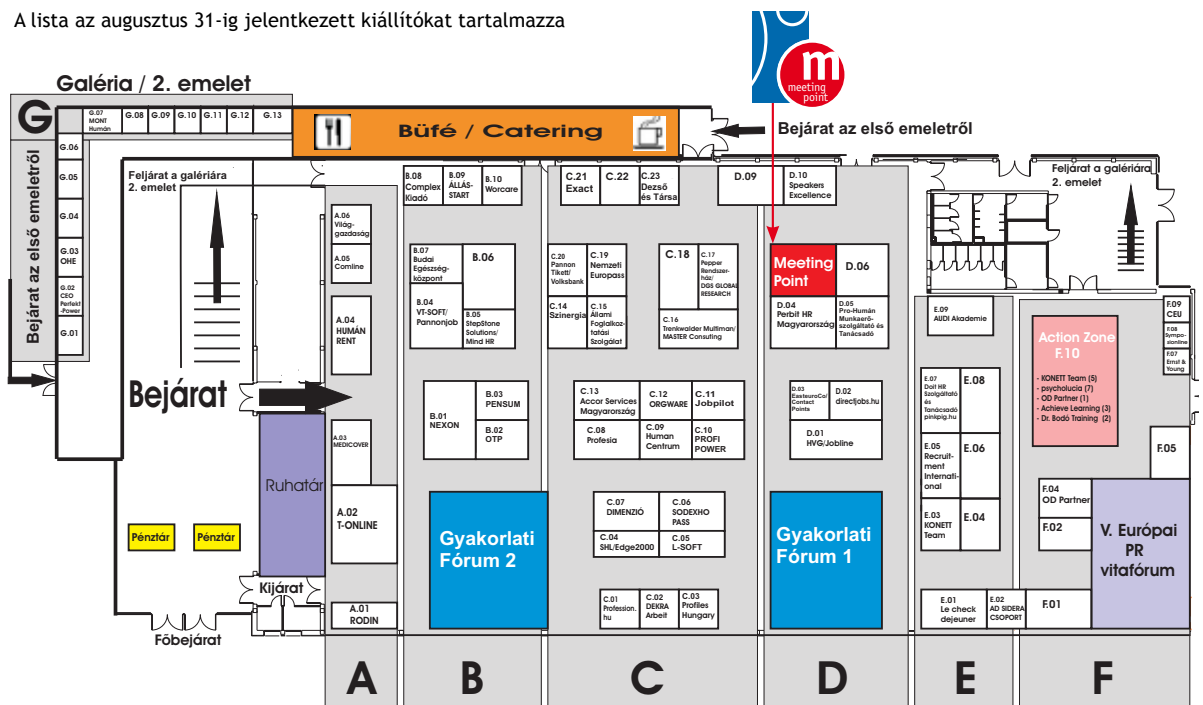 A lista az augusztus 31-ig jelentkezett kiállítókat tartalmazza
m
meeting
point
Galéria / 2. emelet
G
G.07
MONT
Humán
G.08
G.09
G.10
G.11
G.12
G.13
Büfé / Catering
Bejárat az első emeletről
Bejárat az első emeletről
G.06
G.05
G.04
G.03
OHE
G.02
CEO
Perfekt
-Power
G.01
Feljárat a galériára
2. emelet
Bejárat
Ruhatár
Pénztár
Pénztár
Kijárat
Főbejárat
A.06
Világ-
gazdaság
A.05
Comline
A.04
HUMÁN
RENT
A.03
MEDICOVER
A.02
T-ONLINE
A.01
RODIN
B.08
Complex
Kiadó
B.09
ÁLLÁS-
START
B.10
Worcare
B.07
Budai
Egészség-
központ
B.06
B.04
VT-SOFT/
Pannonjob
B.05
StepStone
Solutions/
Mind HR
B.01
NEXON
B.03
PENSUM
B.02
OTP
Gyakorlati
Fórum 2
C.21
Exact
C.22
C.23
Dezső
és Társa
C.20
Pannon
Tikett/
Volksbank
C.19
Nemzeti
Europass
C.18
C.17
Pepper
Rendszer-
ház/
DGS GLOBAL
RESEARCH
C.14
Szinergia
C.15
Állami
Foglalkoz-
tatási
Szolgálat
C.16
Trenkwalder Multiman/
MASTER Consuting
C.13
Accor Services
Magyarország
C.12
ORGWARE
C.11
Jobpilot
C.08
Profesia
C.09
Human
Centrum
C.10
PROFI
POWER
C.07
DIMENZIÓ
C.06
SODEXHO
PASS
C.04
SHL/Edge2000
C.05
L-SOFT
C.01
Profession.
hu
C.02
DEKRA
Arbeit
C.03
Profiles
Hungary
D.09
D.10
Speakers
Excellence
Meeting
Point
D.06
D.04
Perbit HR
Magyarország
D.05
Pro-Humán
Munkaerő-
szolgáltató és
Tanácsadó
D.03
EasteuroCo/
Contact
Points
D.02
directjobs.hu
D.01
HVG/Jobline
Gyakorlati
Fórum 1
E.09
AUDI Akademie
E.07
Dolt HR
Szolgáltató
és
Tanácsadó
pinipig.hu
E.08
E.05
Recruit-
ment
Internati-
onal
E.06
E.03
KONETT
Team
E.04
E.01
Le check
dejeuner
E.02
AD SIDERA
CSOPORT
Feljárat a galériára
2. emelet
F.09
CEU
F.08
Sympo-
sionline
F.07
Ernst &
Young
Action Zone
F.10
- KONETT Team (5)
- psycholucia (7)
- OD Partner (1)
- Achieve Learning (3)
- Dr. Bodó Training (2)
F.05
F.04
OD Partner
F.02
F.01
V. Európai
PR
vitafórum
A
B
C
D
E
F